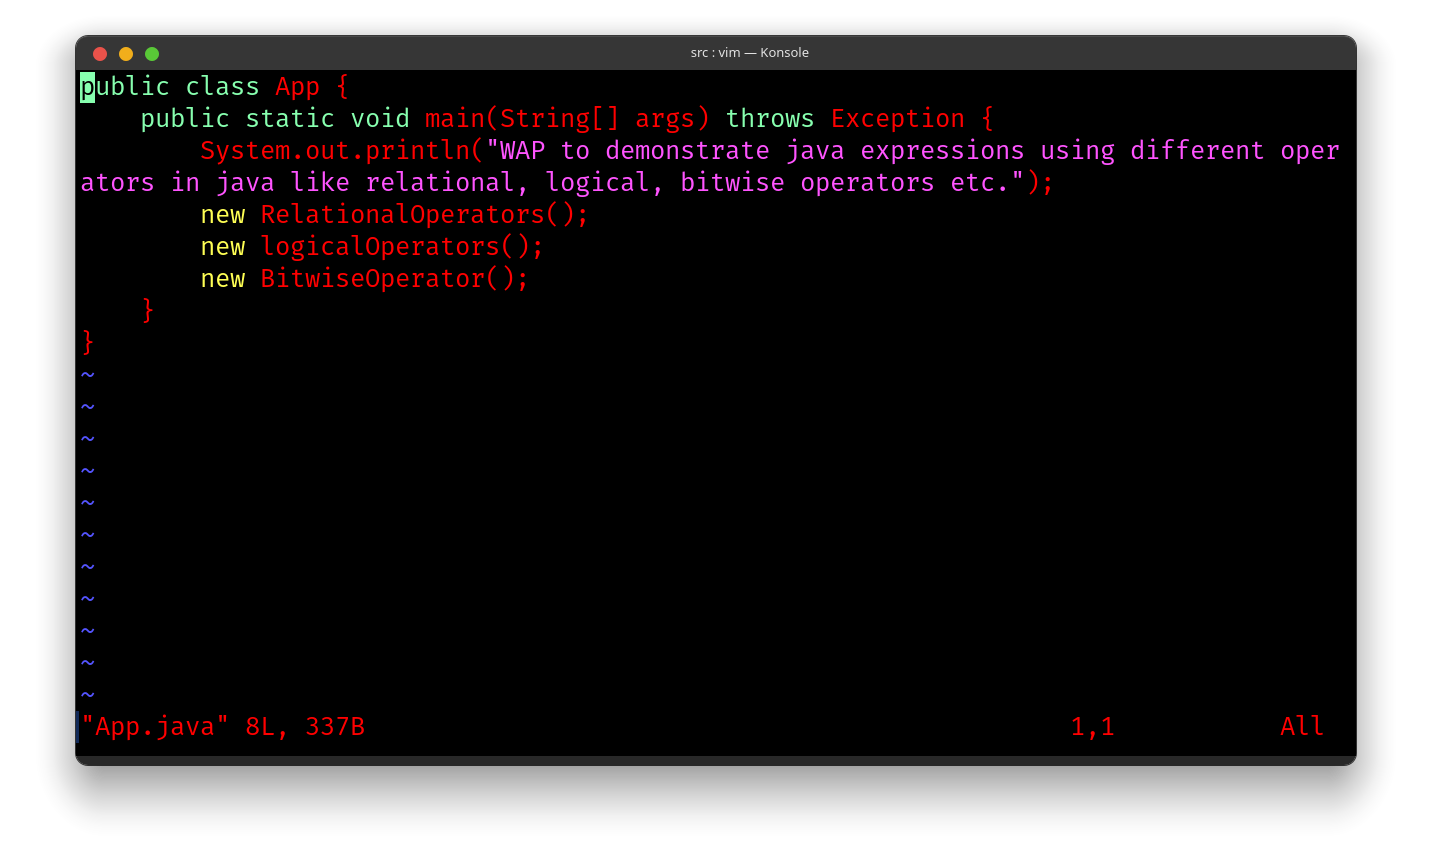 src : vim — Konsole
public class App {
    public static void main(String[] args) throws Exception {
        System.out.println("WAP to demonstrate java expressions using different oper
ators in java like relational, logical, bitwise operators etc.");
        new RelationalOperators();
        new logicalOperators();
        new BitwiseOperator();
    }
}
~
~
~
~
~
~
~
~
~
~
~
"App.java" 8L, 337B 1,1 All